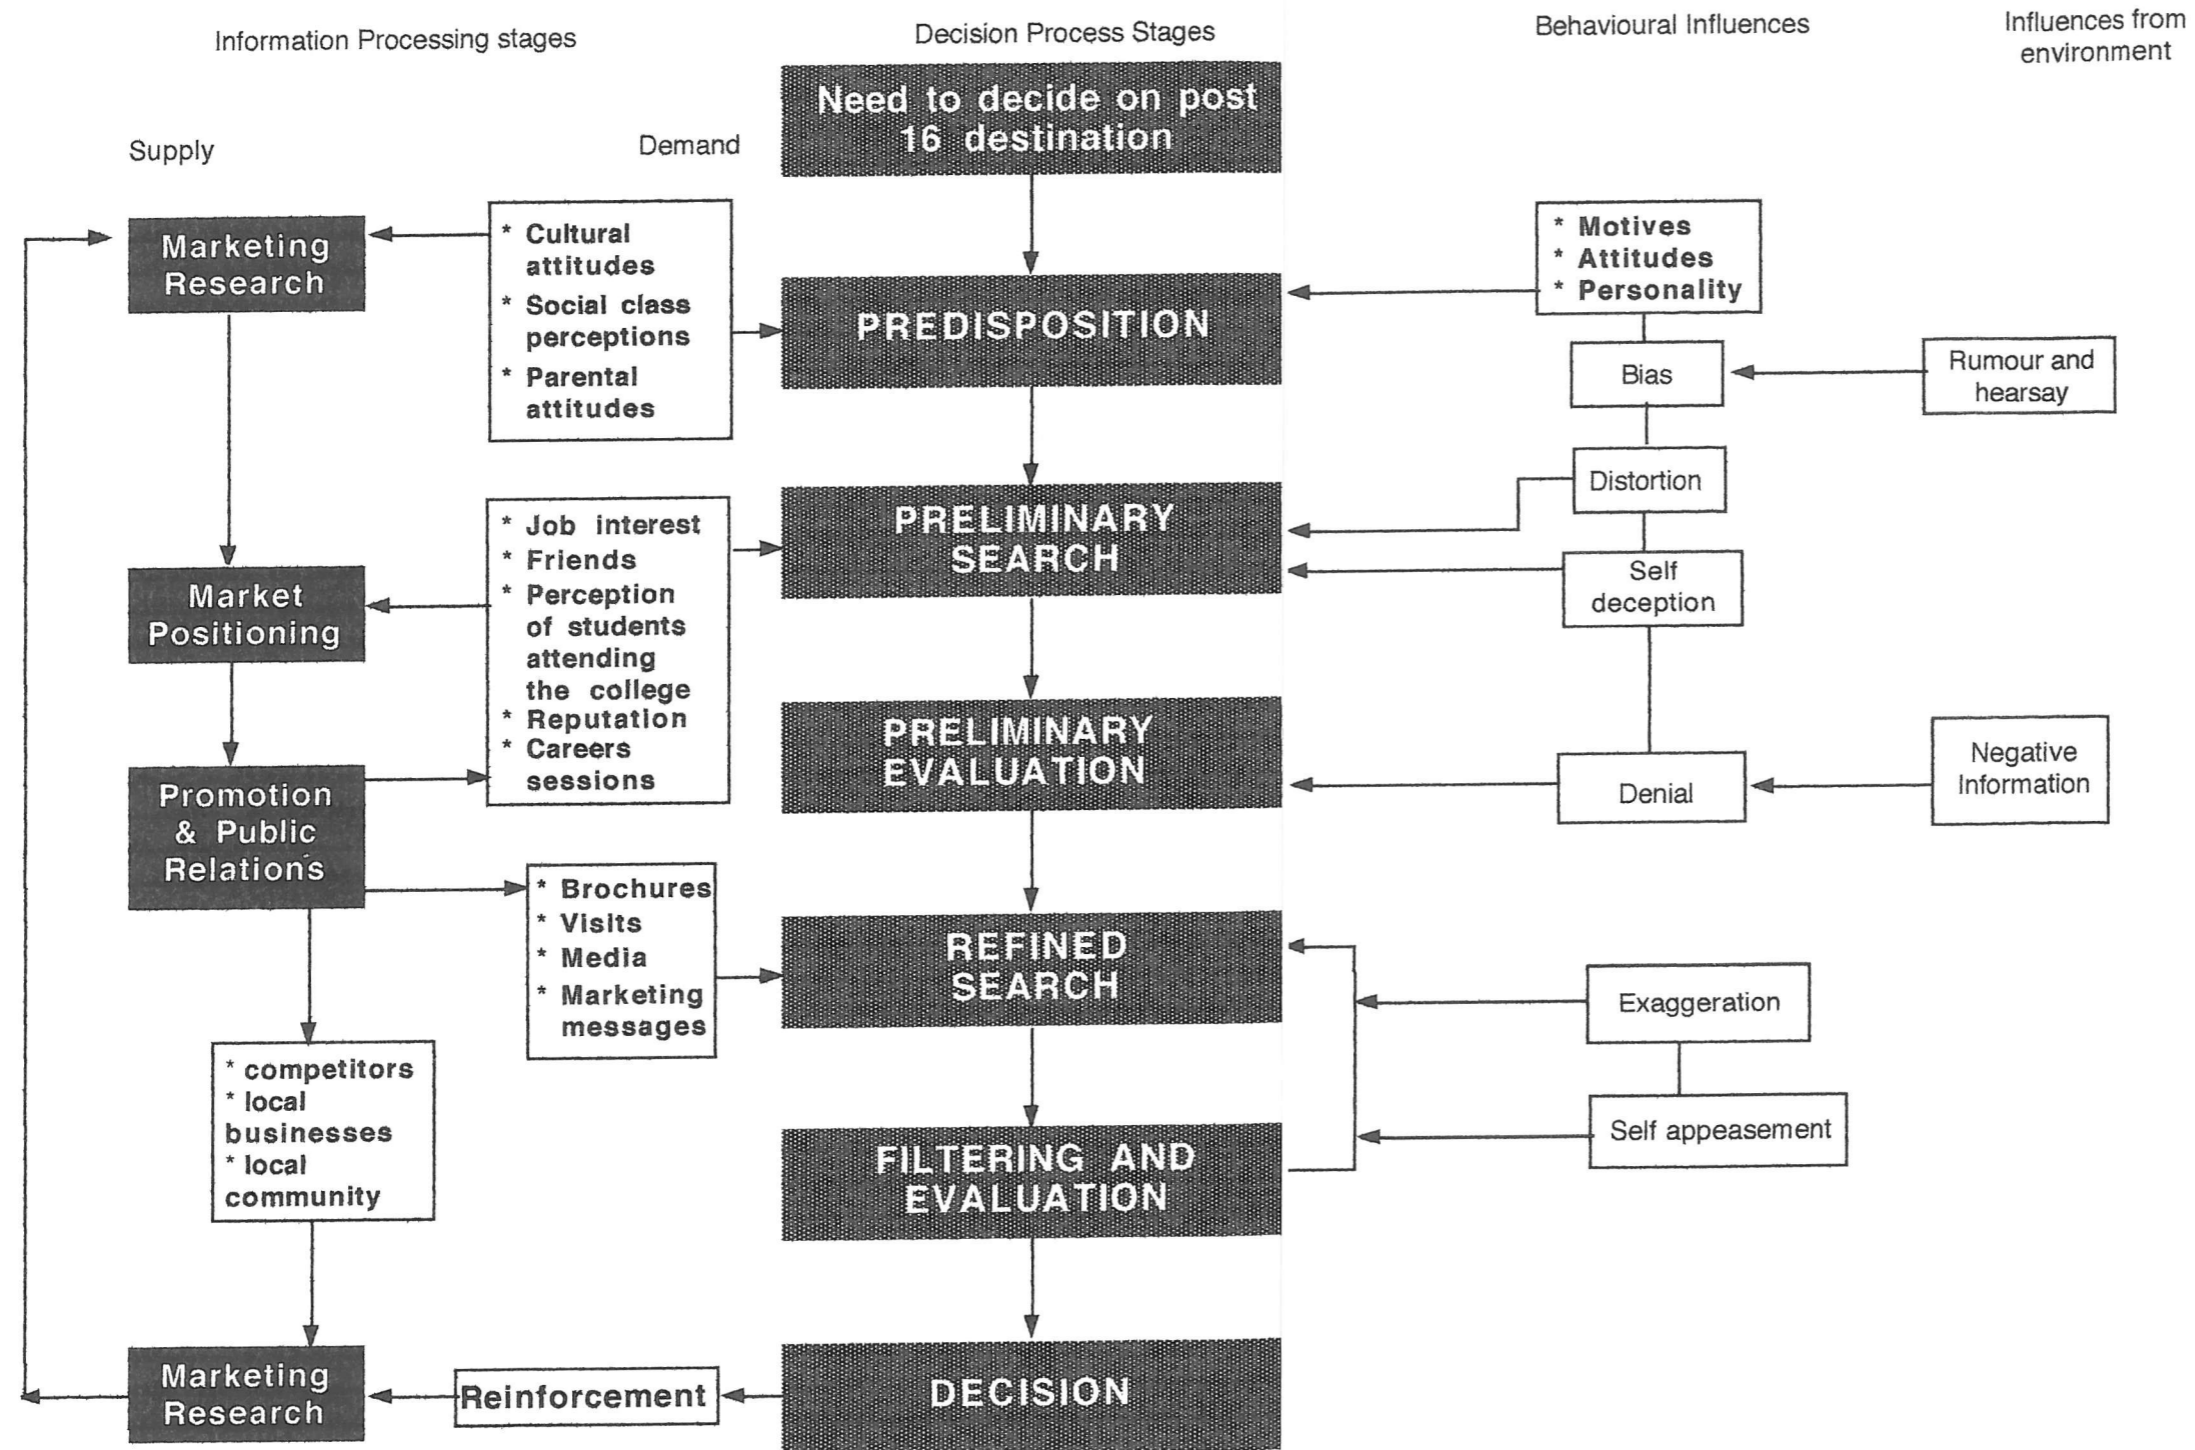 Information Processing stages
Decision Process Stages
Behavioural Influences
Influences from
environment
Supply
Demand
Need to decide on post
16 destination
Marketing
Research
* Cultural
attitudes
* Social class
perceptions
* Parental
attitudes
PREDISPOSITION
* Motives
* Attitudes
* Personality
Bias
Rumour and
hearsay
Distortion
Self
deception
* Job interest
* Friends
* Perception
of students
attending
the college
* Reputation
* Careers
sessions
PRELIMINARY
SEARCH
Market
Positioning
PRELIMINARY
EVALUATION
Denial
Negative
Information
Promotion
& Public
Relations
* Brochures
* Visits
* Media
* Marketing
messages
REFINED
SEARCH
Exaggeration
Self appeasement
* competitors
* local
businesses
* local
community
FILTERING AND
EVALUATION
Marketing
Research
Reinforcement
DECISION